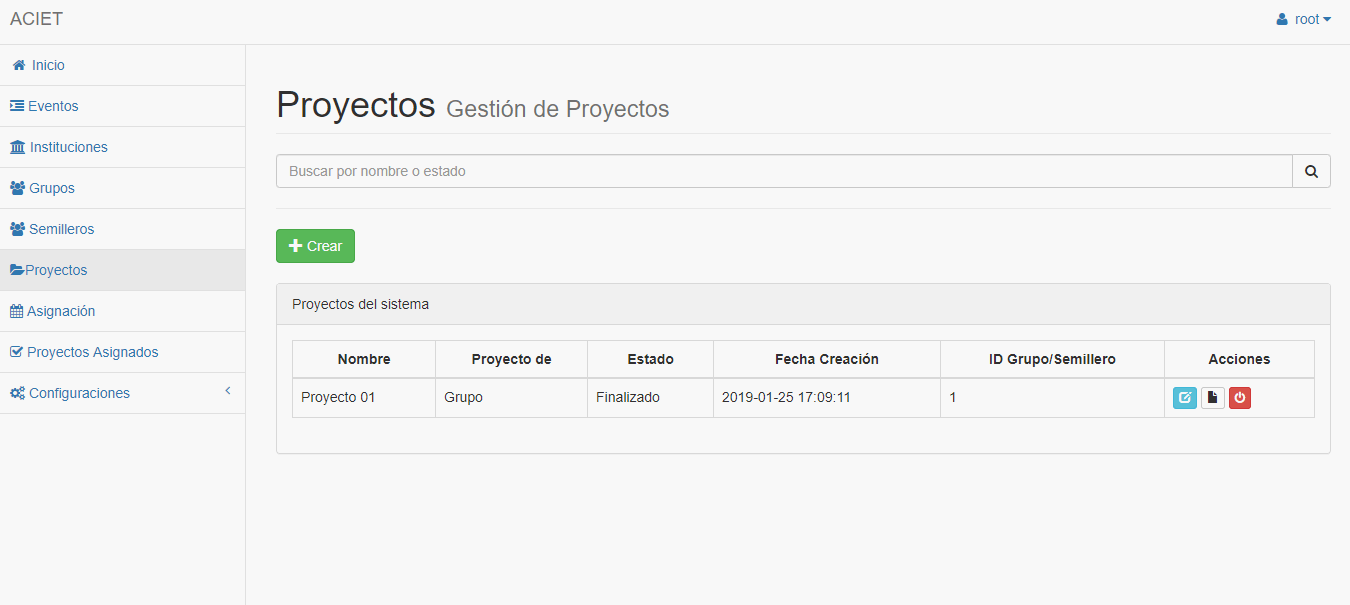 ACIET
root
Inicio
Eventos
Instituciones
Grupos
Semilleros
Proyectos
Asignación
Proyectos Asignados
Configuraciones
Proyectos Gestión de Proyectos
Buscar por nombre o estado
Crear
Proyectos del sistema
Nombre Proyecto de Estado Fecha Creación ID Grupo/Semillero Acciones
Proyecto 01 Grupo Finalizado 2019-01-25 17:09:11 1